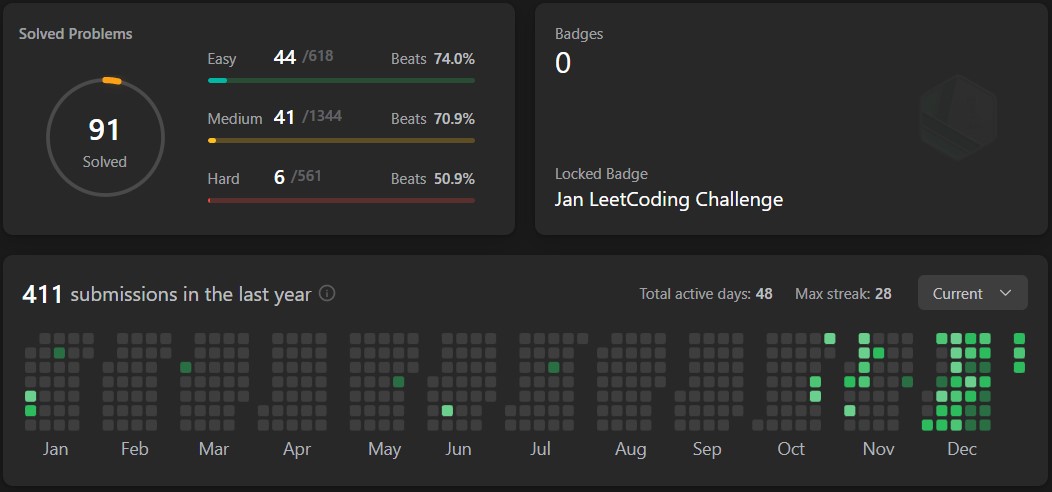 Solved Problems
91
Solved
Easy 44 /618 Beats 74.0%
Medium 41 /1344 Beats 70.9%
Hard 6 /561 Beats 50.9%
Badges
0
Locked Badge
Jan LeetCoding Challenge
411 submissions in the last year
Total active days: 48 Max streak: 28 Current
Jan Feb Mar Apr May Jun Jul Aug Sep Oct Nov Dec